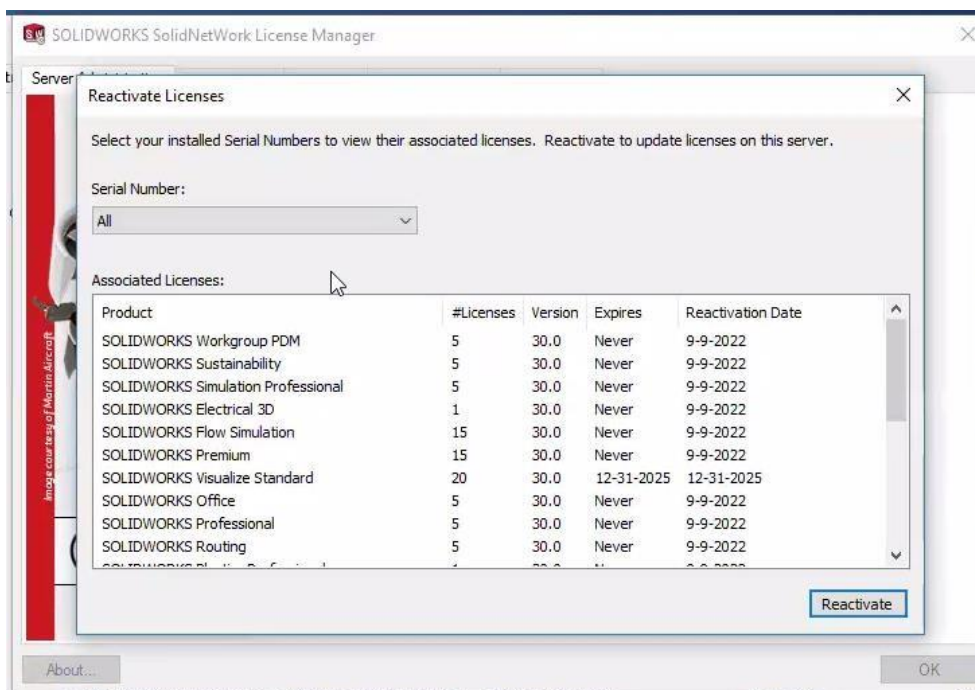 SOLIDWORKS SolidNetWork License Manager
Server
Reactivate Licenses
Select your installed Serial Numbers to view their associated licenses. Reactivate to update licenses on this server.
Serial Number:
All
Associated Licenses:
Product #Licenses Version Expires Reactivation Date
SOLIDWORKS Workgroup PDM 5 30.0 Never 9-9-2022
SOLIDWORKS Sustainability 5 30.0 Never 9-9-2022
SOLIDWORKS Simulation Professional 5 30.0 Never 9-9-2022
SOLIDWORKS Electrical 3D 1 30.0 Never 9-9-2022
SOLIDWORKS Flow Simulation 15 30.0 Never 9-9-2022
SOLIDWORKS Premium 15 30.0 Never 9-9-2022
SOLIDWORKS Visualize Standard 20 30.0 12-31-2025 12-31-2025
SOLIDWORKS Office 5 30.0 Never 9-9-2022
SOLIDWORKS Professional 5 30.0 Never 9-9-2022
SOLIDWORKS Routing 5 30.0 Never 9-9-2022
Reactivate
Image courtesy of Martin Aircraft
About...
OK